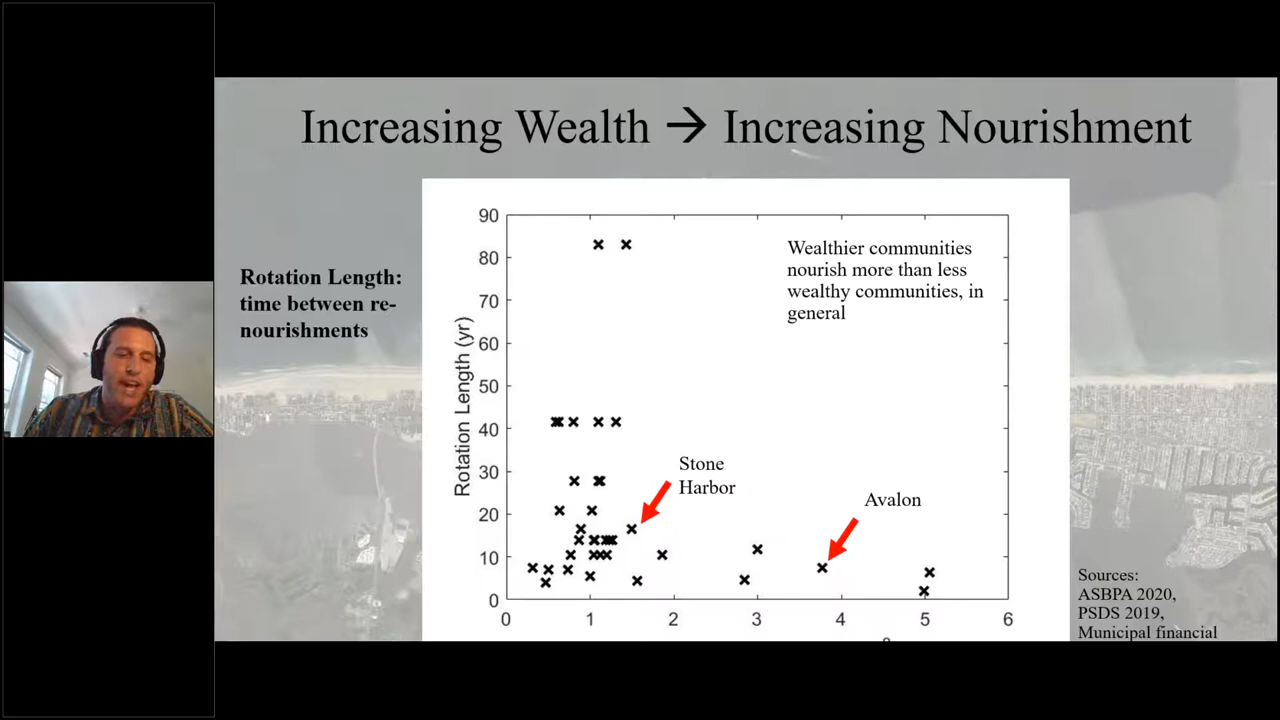 Increasing Wealth → Increasing Nourishment
Rotation Length:
time between re-
nourishments
Wealthier communities
nourish more than less
wealthy communities, in
general
Rotation Length (yr)
90
80
70
60
50
40
30
20
10
0
Stone
Harbor
Avalon
0 1 2 3 4 5 6
Sources:
ASBPA 2020,
PSDS 2019,
Municipal financial